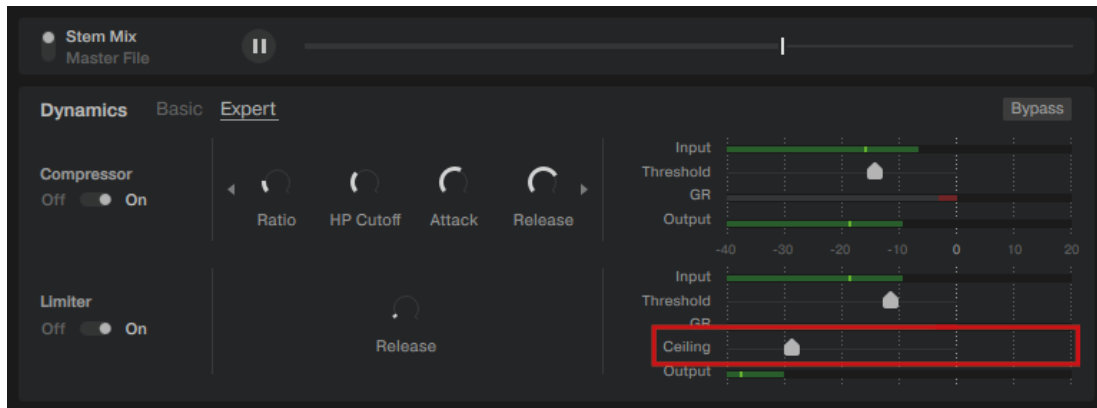 Stem Mix
Master File
Dynamics Basic Expert Bypass
Compressor
Off On
Ratio HP Cutoff Attack Release
Input
Threshold
GR
Output
-40 -30 -20 -10 0 10 20
Limiter
Off On
Release
Input
Threshold
GR
Ceiling
Output